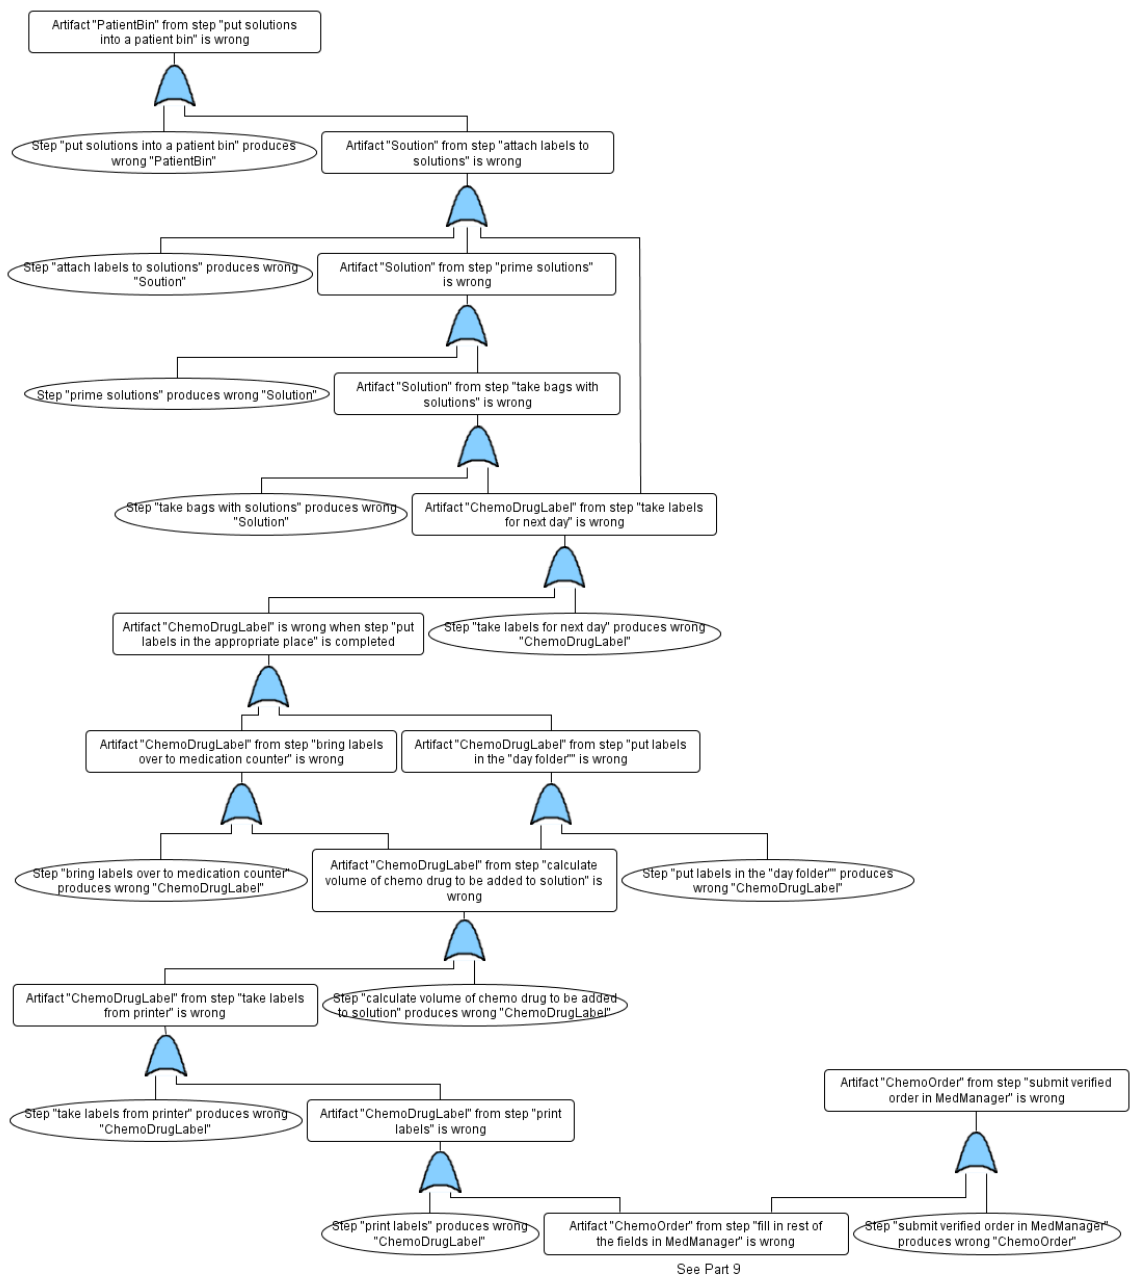 Artifact "PatientBin" from step "put solutions
into a patient bin" is wrong
Step "put solutions into a patient bin" produces
wrong "PatientBin"
Artifact "Soution" from step "attach labels to
solutions" is wrong
Step "attach labels to solutions" produces wrong
"Soution"
Artifact "Solution" from step "prime solutions"
is wrong
Step "prime solutions" produces wrong "Solution"
Artifact "Solution" from step "take bags with
solutions" is wrong
Step "take bags with solutions" produces wrong
"Solution"
Artifact "ChemoDrugLabel" from step "take labels
for next day" is wrong
Artifact "ChemoDrugLabel" is wrong when step "put
labels in the appropriate place" is completed
Step "take labels for next day" produces wrong
"ChemoDrugLabel"
Artifact "ChemoDrugLabel" from step "bring labels
over to medication counter" is wrong
Artifact "ChemoDrugLabel" from step "put labels
in the "day folder"" is wrong
Step "bring labels over to medication counter"
produces wrong "ChemoDrugLabel"
Artifact "ChemoDrugLabel" from step "calculate
volume of chemo drug to be added to solution" is
wrong
Step "put labels in the "day folder"" produces
wrong "ChemoDrugLabel"
Artifact "ChemoDrugLabel" from step "take labels
from printer" is wrong
Step "calculate volume of chemo drug to be added
to solution" produces wrong "ChemoDrugLabel"
Step "take labels from printer" produces wrong
"ChemoDrugLabel"
Artifact "ChemoDrugLabel" from step "print
labels" is wrong
Artifact "ChemoOrder" from step "submit verified
order in MedManager" is wrong
Step "print labels" produces wrong
"ChemoDrugLabel"
Artifact "ChemoOrder" from step "fill in rest of
the fields in MedManager" is wrong
Step "submit verified order in MedManager"
produces wrong "ChemoOrder"
See Part 9